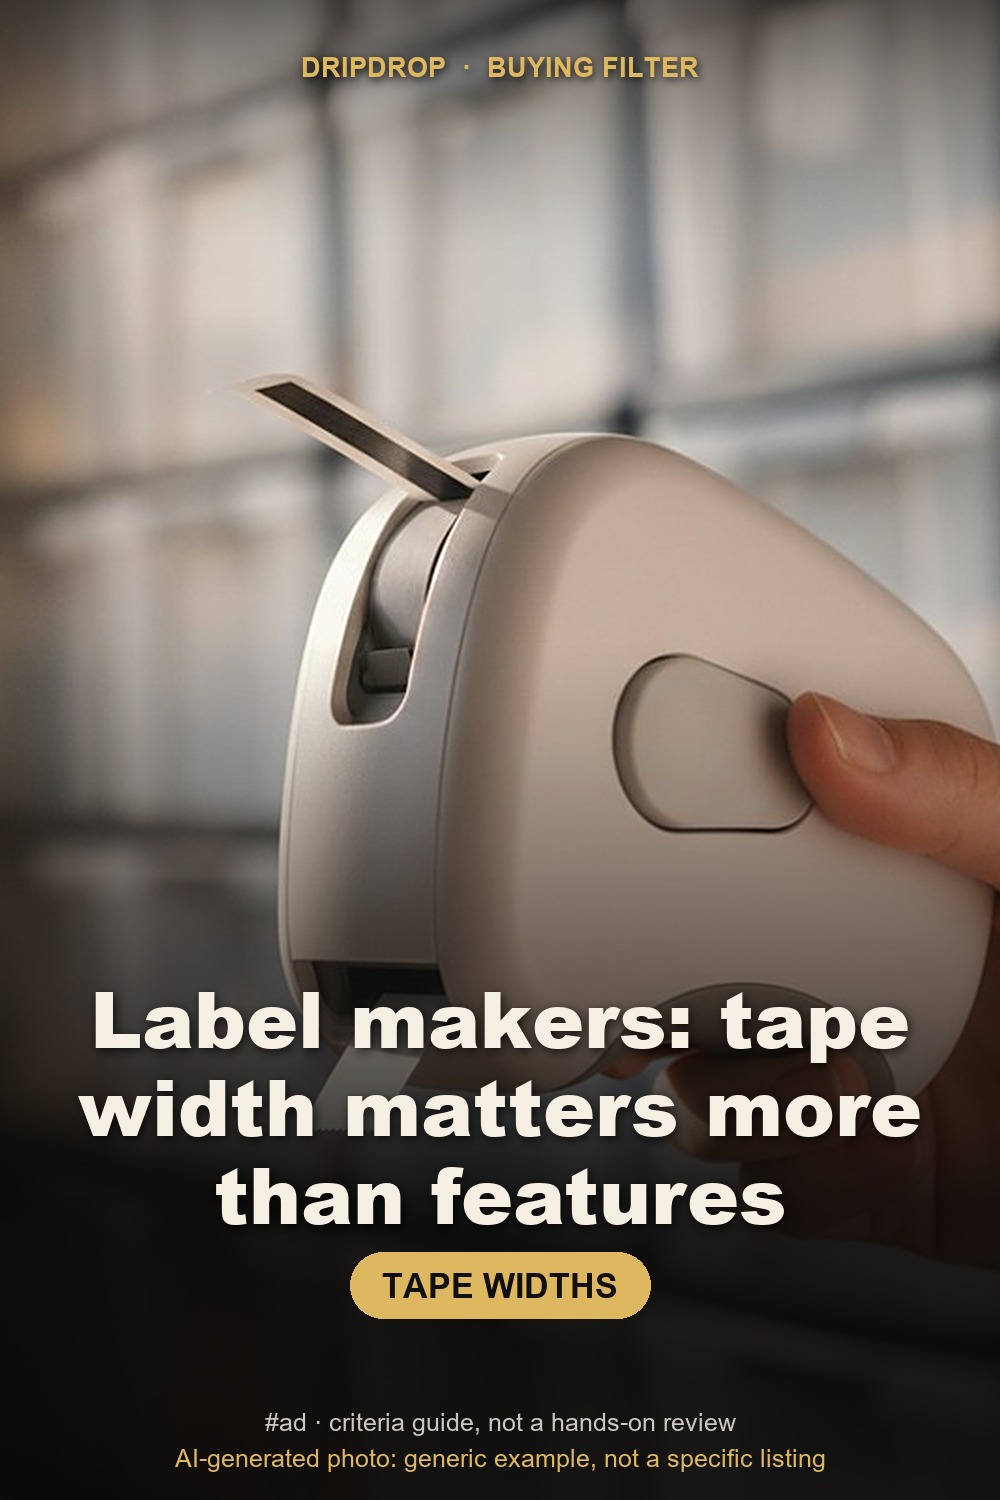 DRIPDROP · BUYING FILTER
Label makers: tape
width matters more
than features
TAPE WIDTHS
#ad · criteria guide, not a hands-on review
AI-generated photo: generic example, not a specific listing